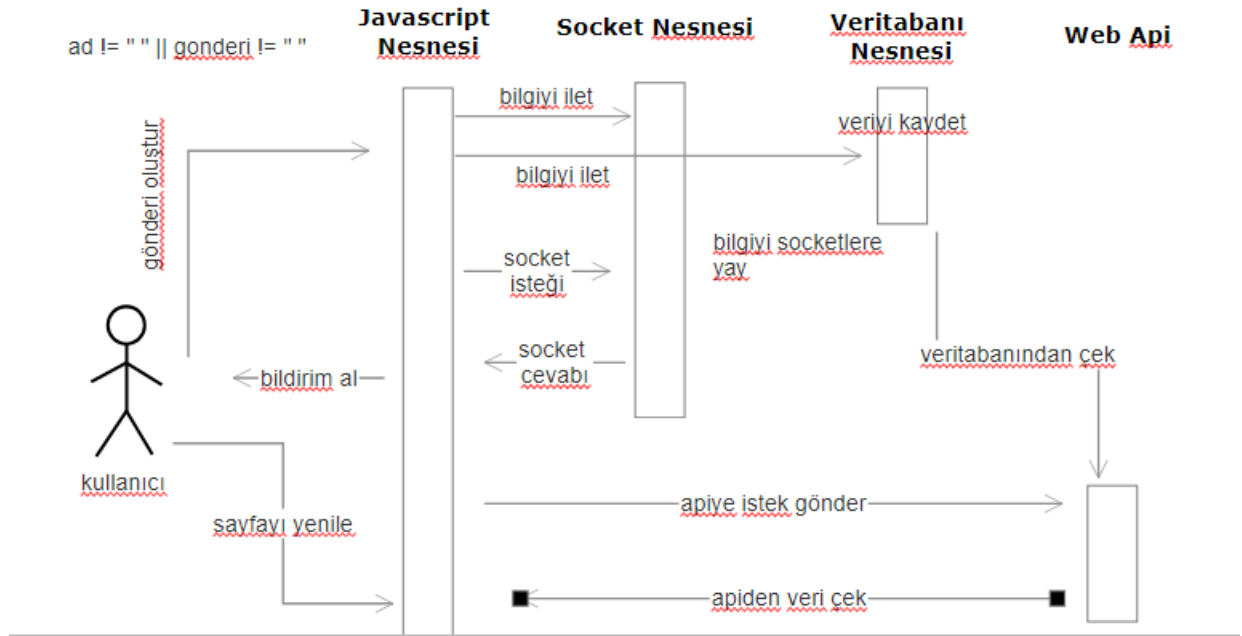 Javascript
Nesnesi
Socket Nesnesi
Veritabanı
Nesnesi
Web Api
ad != " " || gonderi != " "
bilgiyi ilet
veriyi kaydet
gönderi oluştur
bilgiyi ilet
bilgiyi socketlere
yay
socket
isteği
socket
cevabı
veritabanından çek
bildirim al
kullanıcı
apiye istek gönder
sayfayı yenile
apiden veri çek